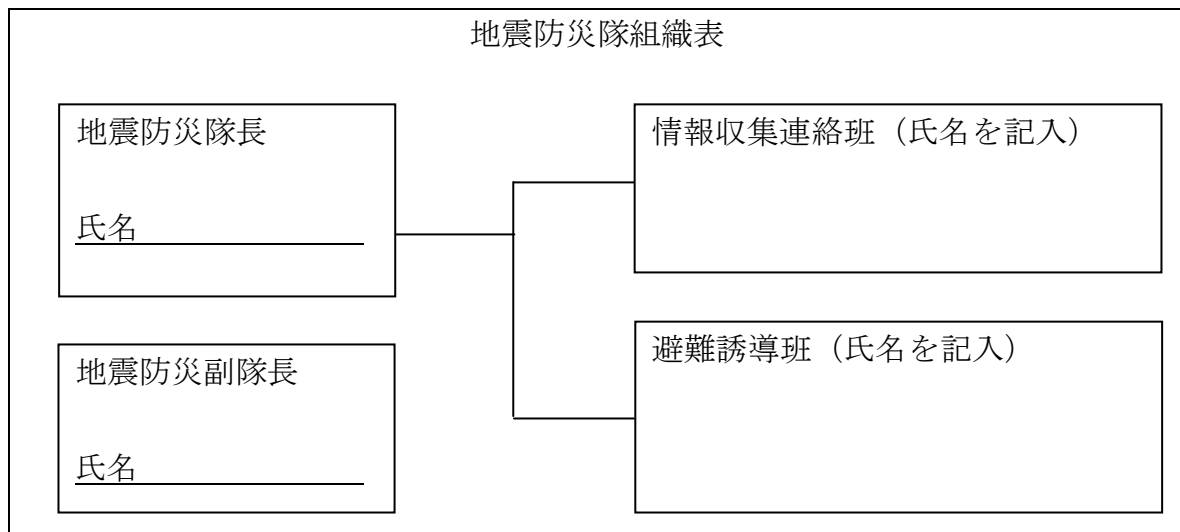 地震防災隊組織表
地震防災隊長
氏名
情報収集連絡班（氏名を記入）
地震防災副隊長
氏名
避難誘導班（氏名を記入）